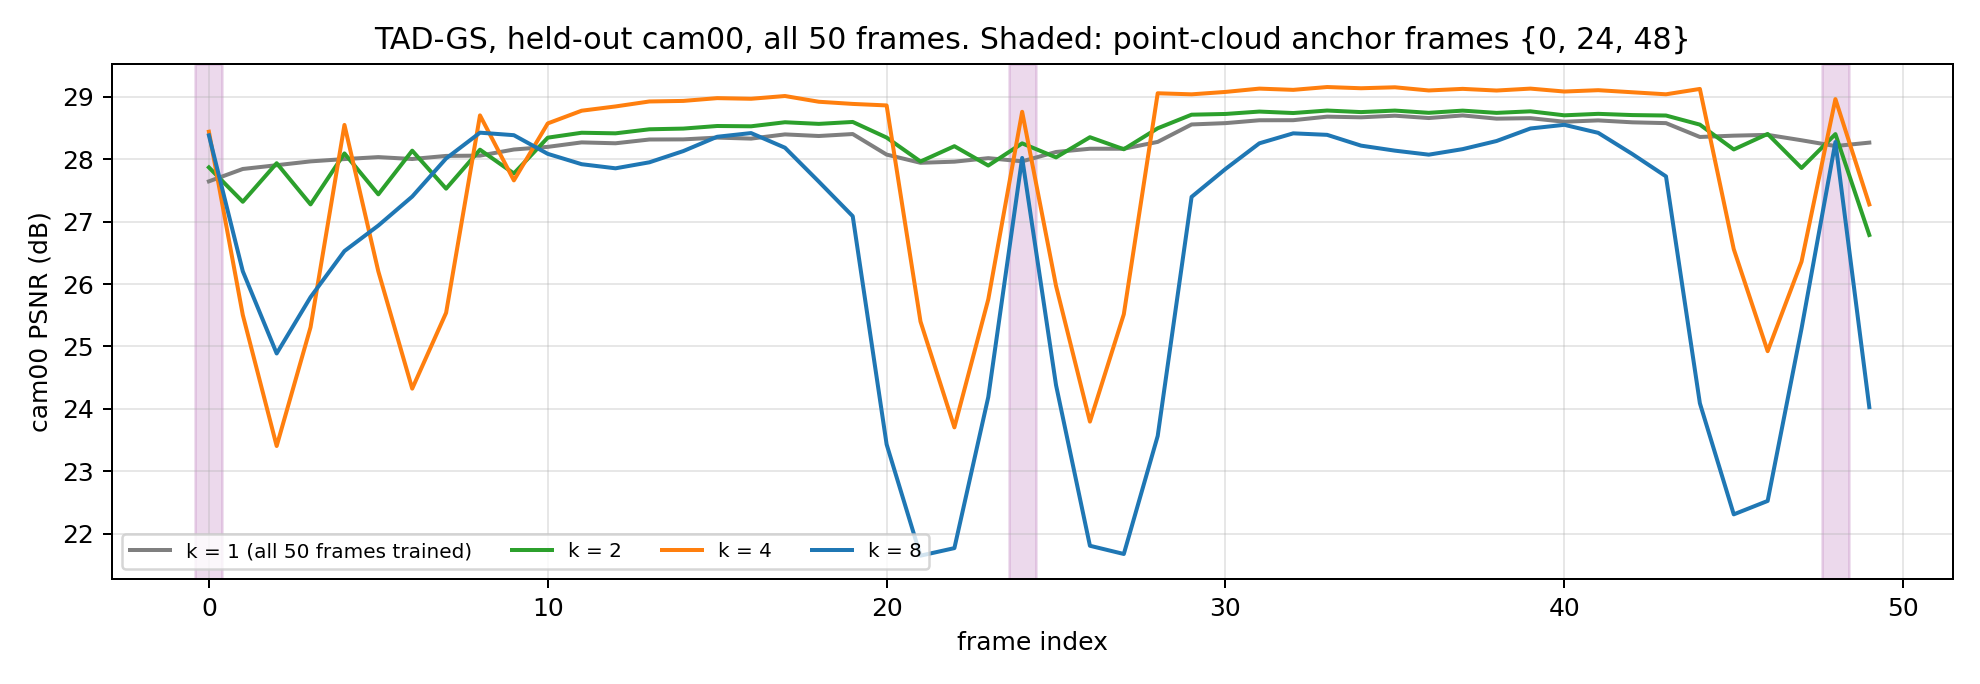 TAD-GS, held-out cam00, all 50 frames. Shaded: point-cloud anchor frames {0, 24, 48}
cam00 PSNR (dB)
29
28
27
26
25
24
23
22
k = 1 (all 50 frames trained) k = 2 k = 4 k = 8
0 10 20 30 40 50
frame index